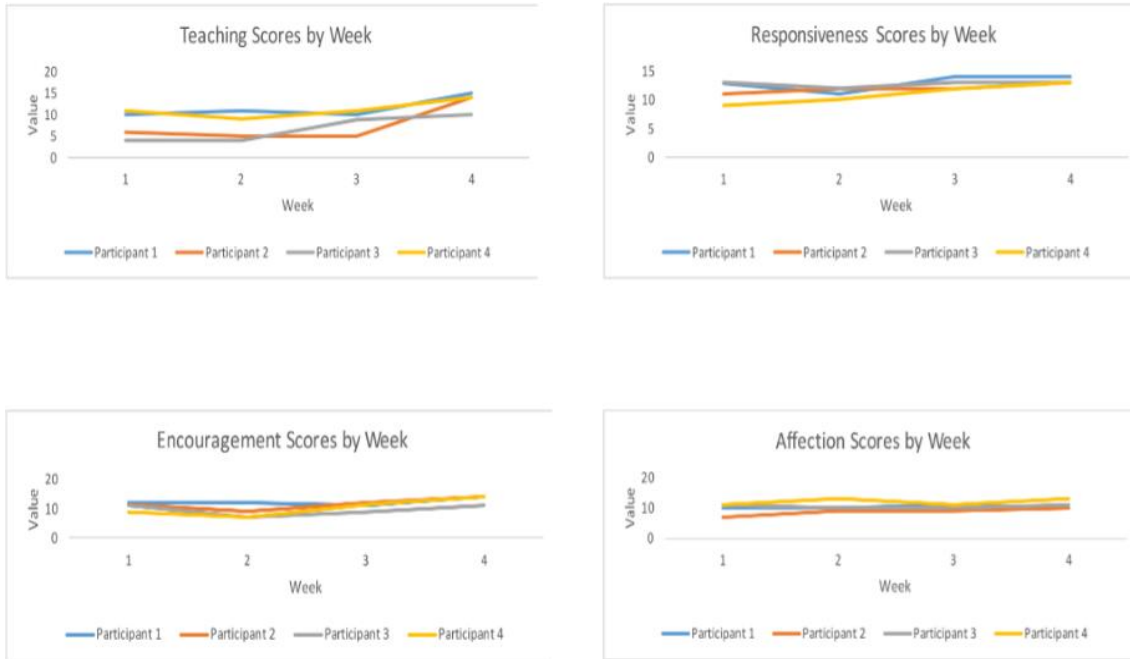 Teaching Scores by Week
20
15
10
5
0
Value
1 2 3 4
Week
Participant 1 Participant 2 Participant 3 Participant 4
Responsiveness Scores by Week
15
10
5
0
Value
1 2 3 4
Week
Participant 1 Participant 2 Participant 3 Participant 4
Encouragement Scores by Week
20
10
0
Value
1 2 3 4
Week
Participant 1 Participant 2 Participant 3 Participant 4
Affection Scores by Week
20
10
0
Value
1 2 3 4
Week
Participant 1 Participant 2 Participant 3 Participant 4